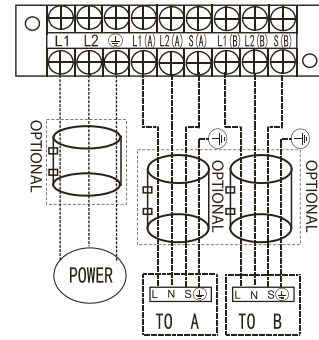 L1 L2 L1(A) L2(A) S(A) L1(B) L2(B) S(B)
OPTIONAL
OPTIONAL
OPTIONAL
POWER
L N S
L N S
TO A
TO B